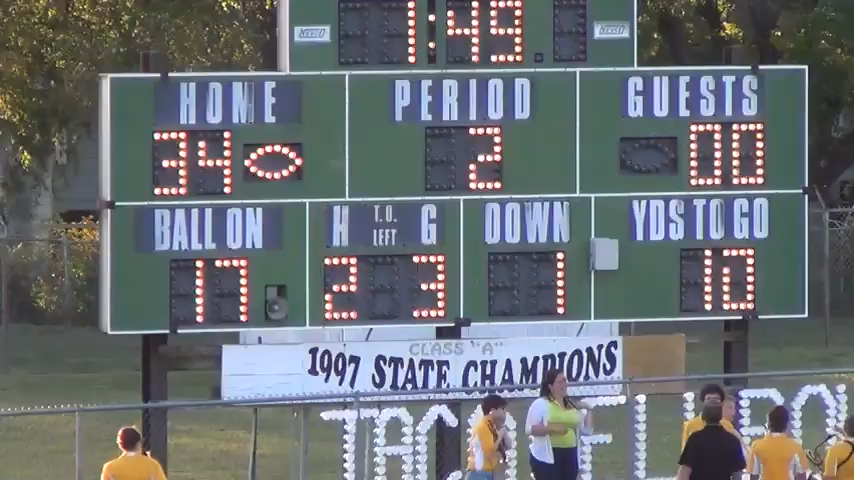 1:49
HOME PERIOD GUESTS
34 2 00
BALL ON H T.O. LEFT G DOWN YDS TO GO
17 2 3 1 10
CLASS "A"
1997 STATE CHAMPIONS